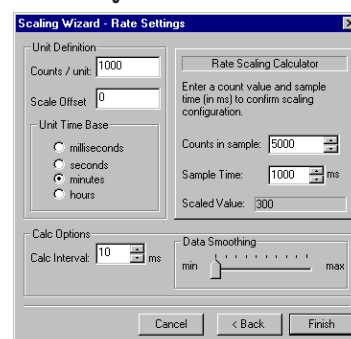 Scaling Wizard - Rate Settings
Unit Definition
Counts / unit: 1000
Scale Offset 0
Unit Time Base
milliseconds
seconds
minutes
hours
Rate Scaling Calculator
Enter a count value and sample
time (in ms) to confirm scaling
configuration.
Counts in sample: 5000
Sample Time: 1000 ms
Scaled Value: 300
Calc Options
Calc Interval: 10 ms
Data Smoothing
min max
Cancel < Back Finish